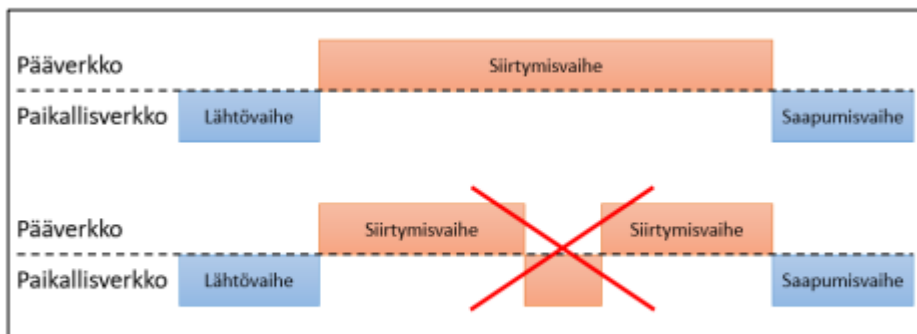 Pääverkko
Siirtymisvaihe
Paikallisverkko
Lähtövaihe
Saapumisvaihe
Pääverkko
Siirtymisvaihe
Siirtymisvaihe
Paikallisverkko
Lähtövaihe
Saapumisvaihe